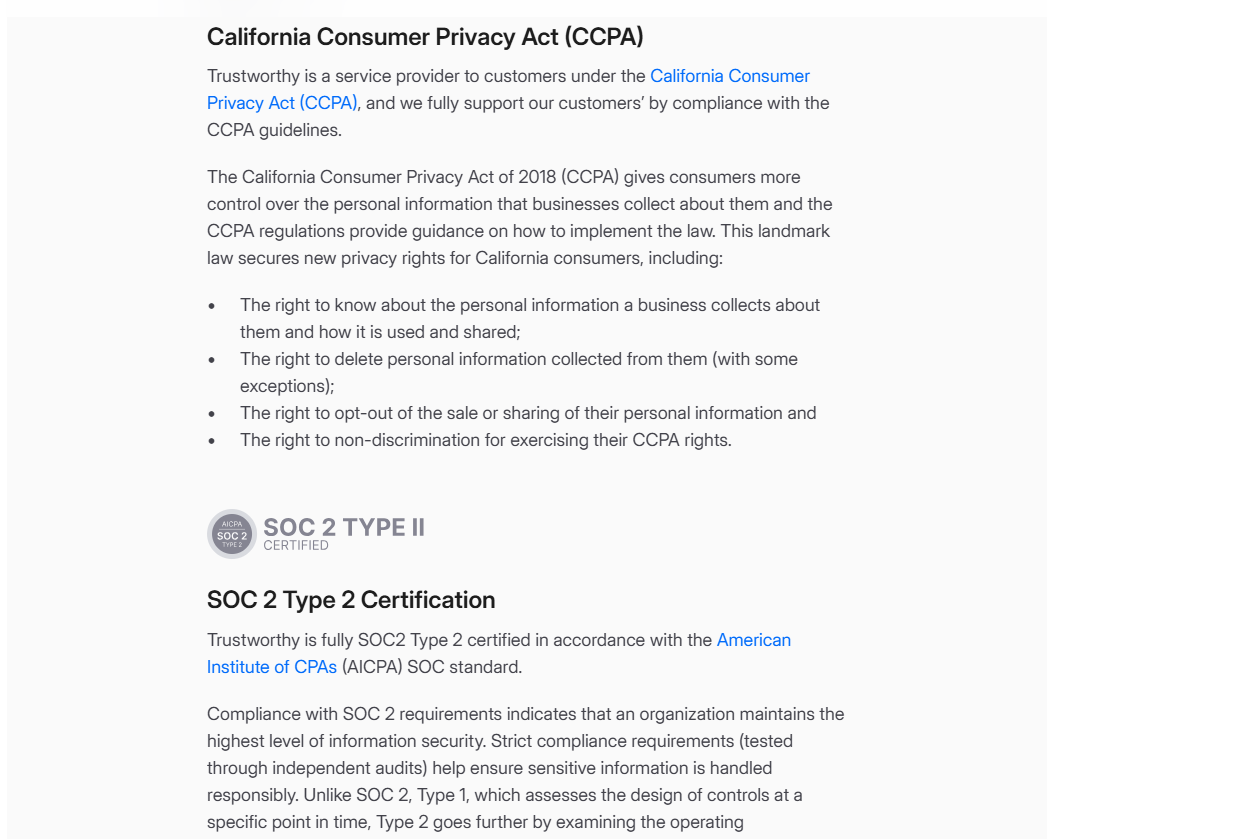 California Consumer Privacy Act (CCPA)
Trustworthy is a service provider to customers under the California Consumer
Privacy Act (CCPA), and we fully support our customers’ by compliance with the
CCPA guidelines.
The California Consumer Privacy Act of 2018 (CCPA) gives consumers more
control over the personal information that businesses collect about them and the
CCPA regulations provide guidance on how to implement the law. This landmark
law secures new privacy rights for California consumers, including:
• The right to know about the personal information a business collects about
them and how it is used and shared;
• The right to delete personal information collected from them (with some
exceptions);
• The right to opt-out of the sale or sharing of their personal information and
• The right to non-discrimination for exercising their CCPA rights.
AICPA
SOC 2
TYPE 2
SOC 2 TYPE II
CERTIFIED
SOC 2 Type 2 Certification
Trustworthy is fully SOC2 Type 2 certified in accordance with the American
Institute of CPAs (AICPA) SOC standard.
Compliance with SOC 2 requirements indicates that an organization maintains the
highest level of information security. Strict compliance requirements (tested
through independent audits) help ensure sensitive information is handled
responsibly. Unlike SOC 2, Type 1, which assesses the design of controls at a
specific point in time, Type 2 goes further by examining the operating